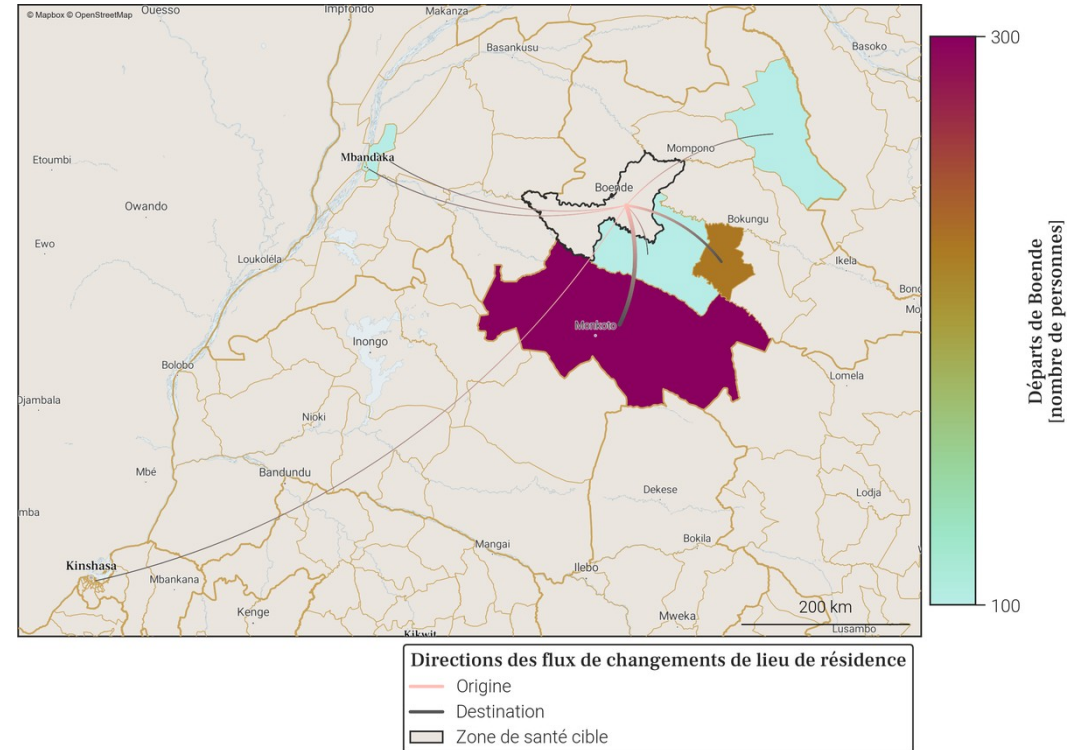 © Mapbox © OpenStreetMap
Ouesso
Impfondo
Makanza
Basankusu
Basoko
Etoumbi
Mbandaka
Mompono
Boende
Owando
Bokungu
Ewo
Loukoléla
Ikela
Bong
Mo
Monkoto
Inongo
Bolobo
Lomela
Djambala
Nioki
Mbé
Bandundu
Dekese
Lodja
mba
Mangai
Bokila
Kinshasa
Mbankana
Ilebo
Kenge
Mweka
200 km
Lusambo
Kikwit
300
100
Départs de Boende
[nombre de personnes]
Directions des flux de changements de lieu de résidence
Origine
Destination
Zone de santé cible